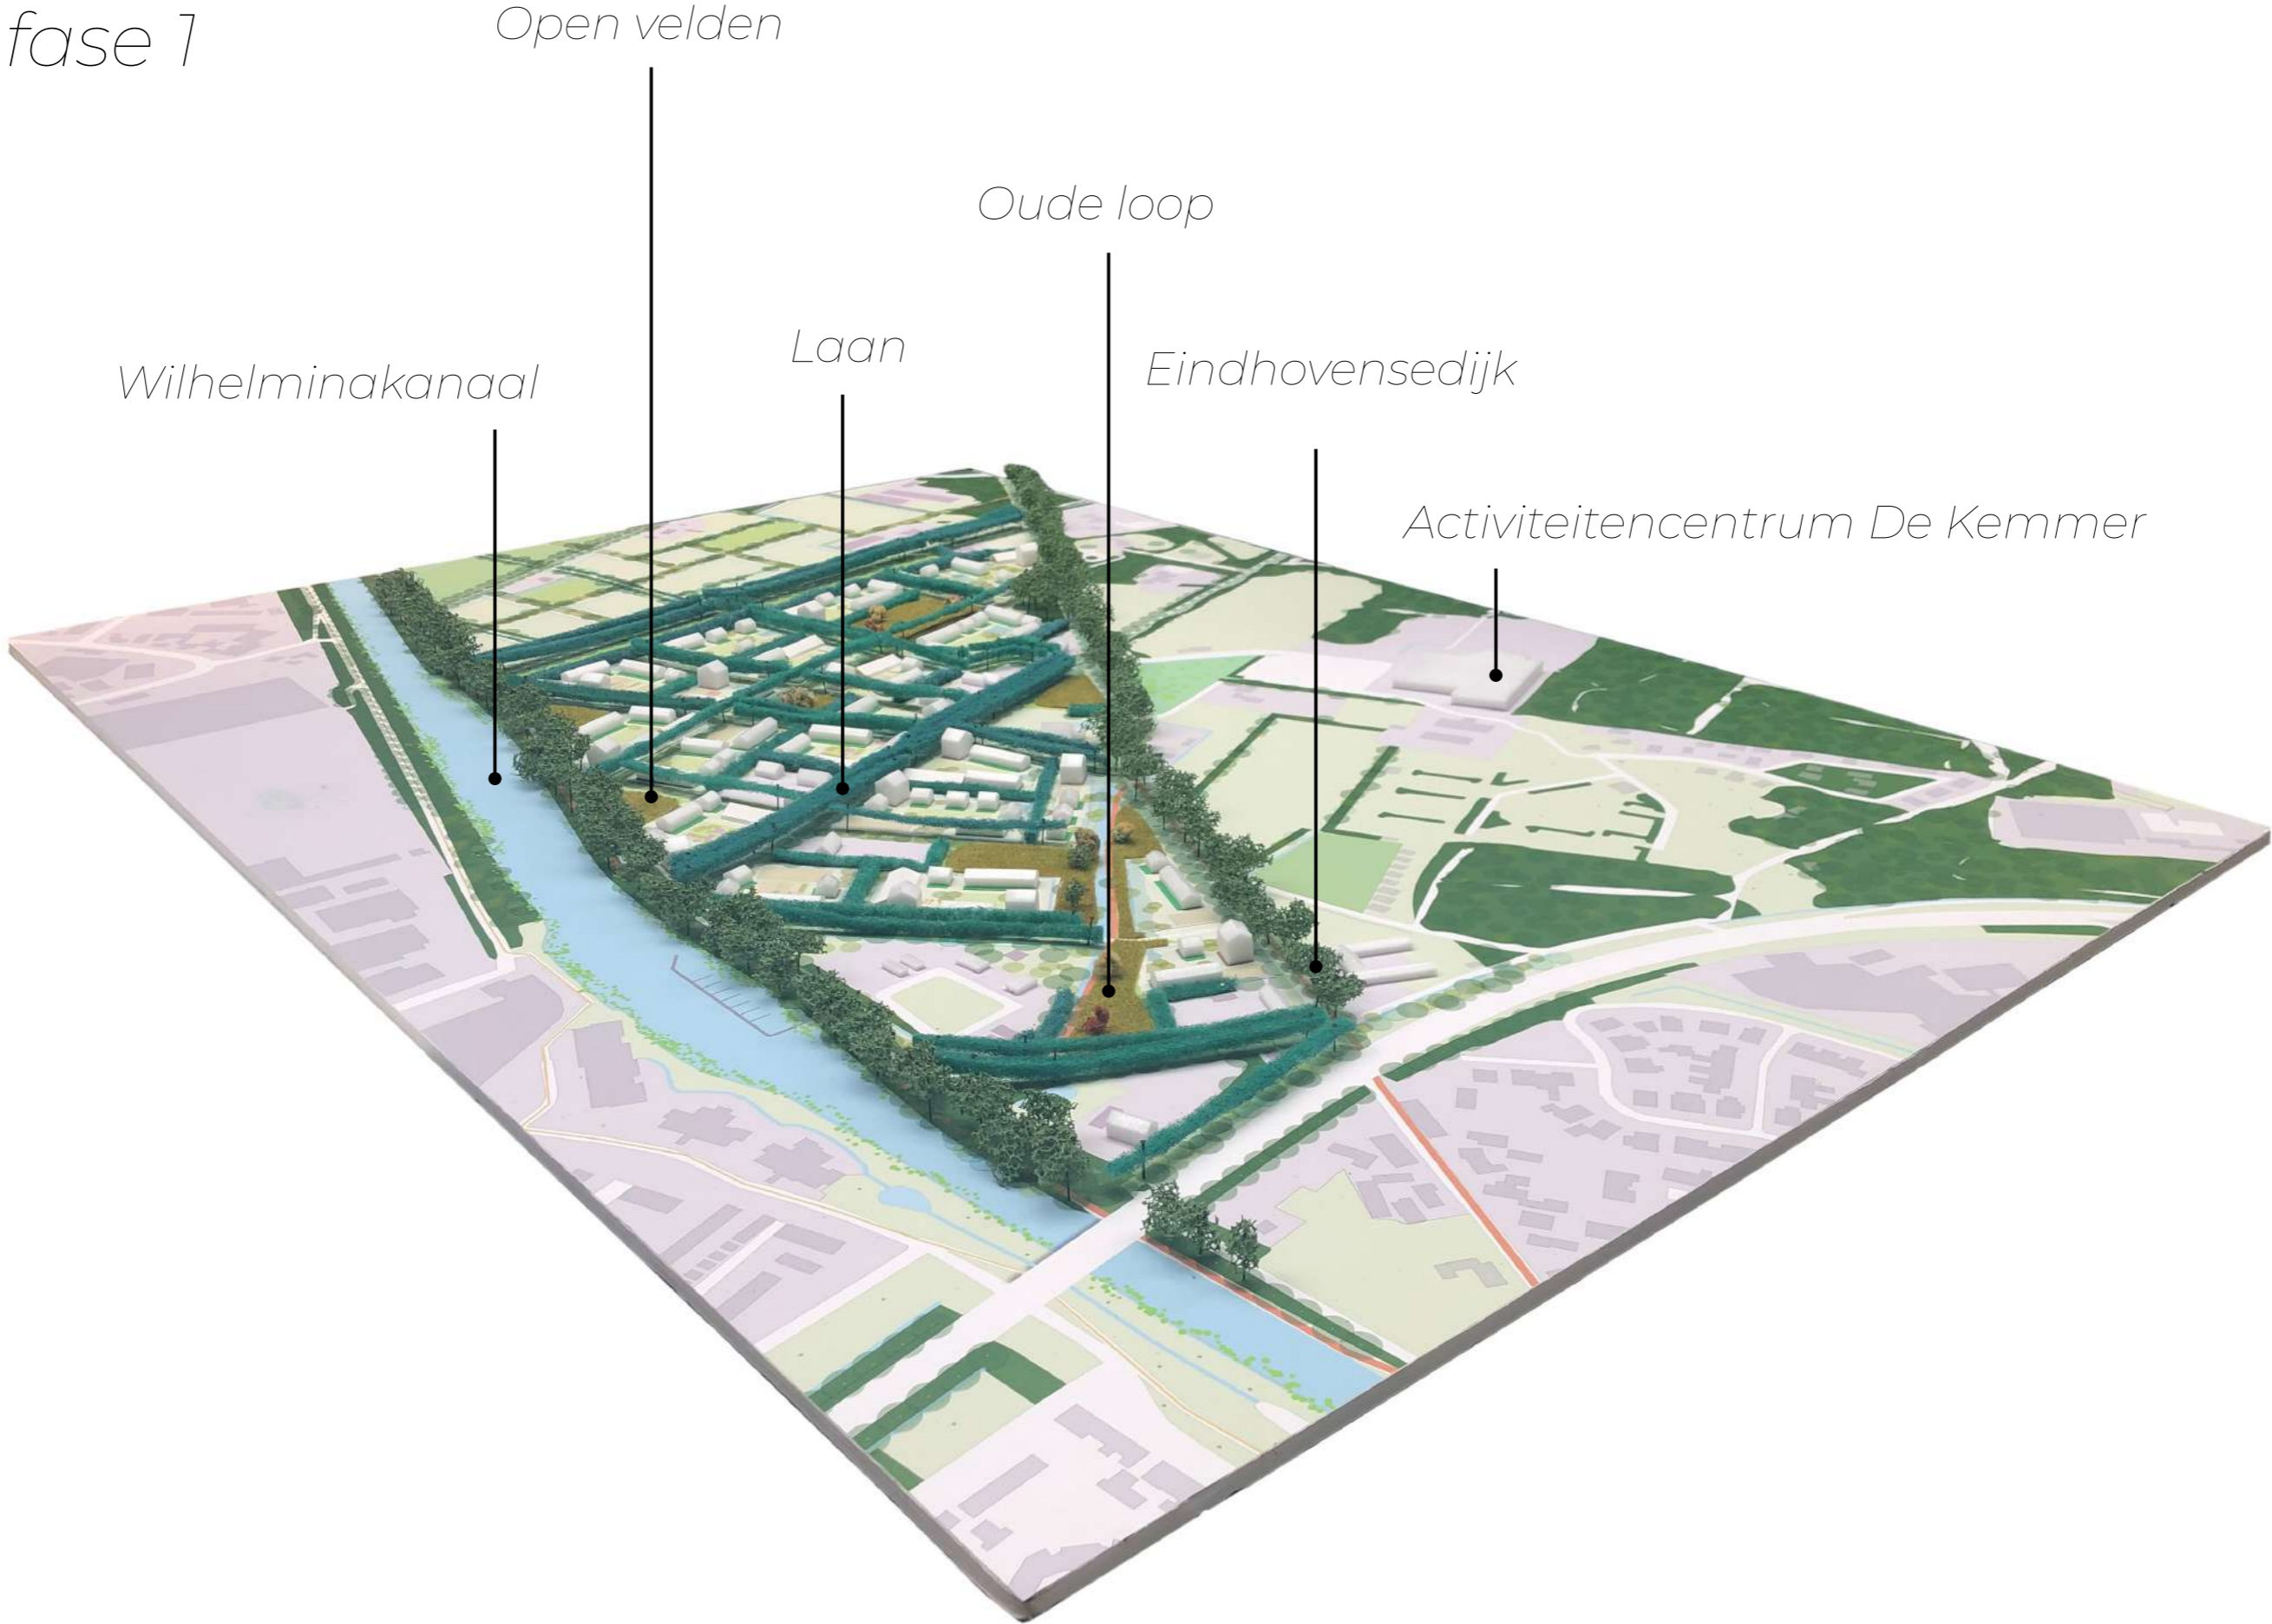 fase 1
Open velden
Oude loop
Laan
Eindhovensedijk
Wilhelminakanaal
Activiteitencentrum De Kemmer